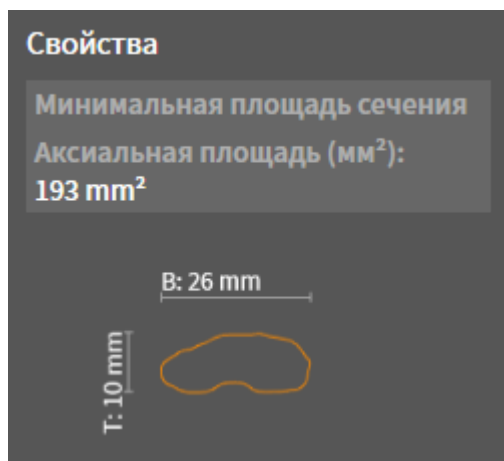 Свойства
Минимальная площадь сечения
Аксиальная площадь (мм²):
193 mm²
B: 26 mm
T: 10 mm